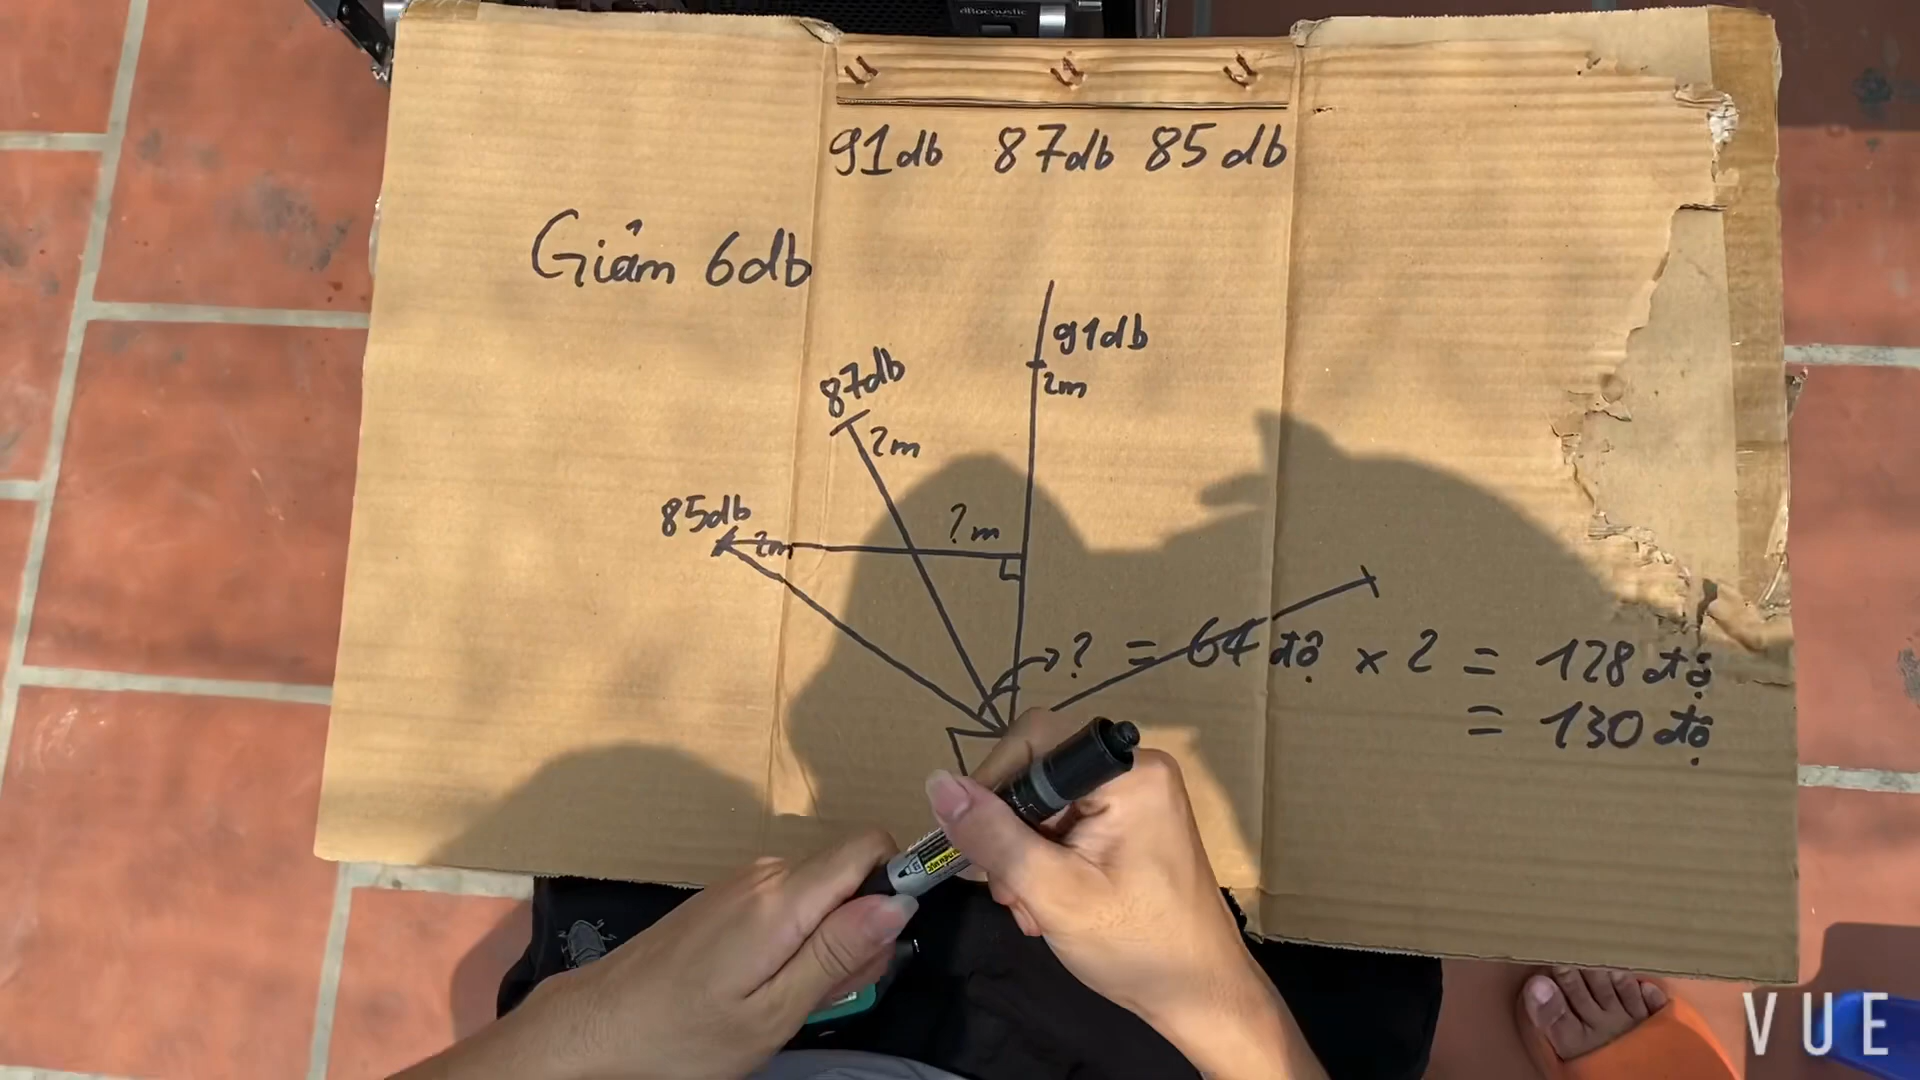 dBacoustic
91db 87db 85db
Giảm 6db
91db
2m
87db
2m
85db
2m
?m
? = 64 độ x 2 = 128 độ
= 130 độ
VUE